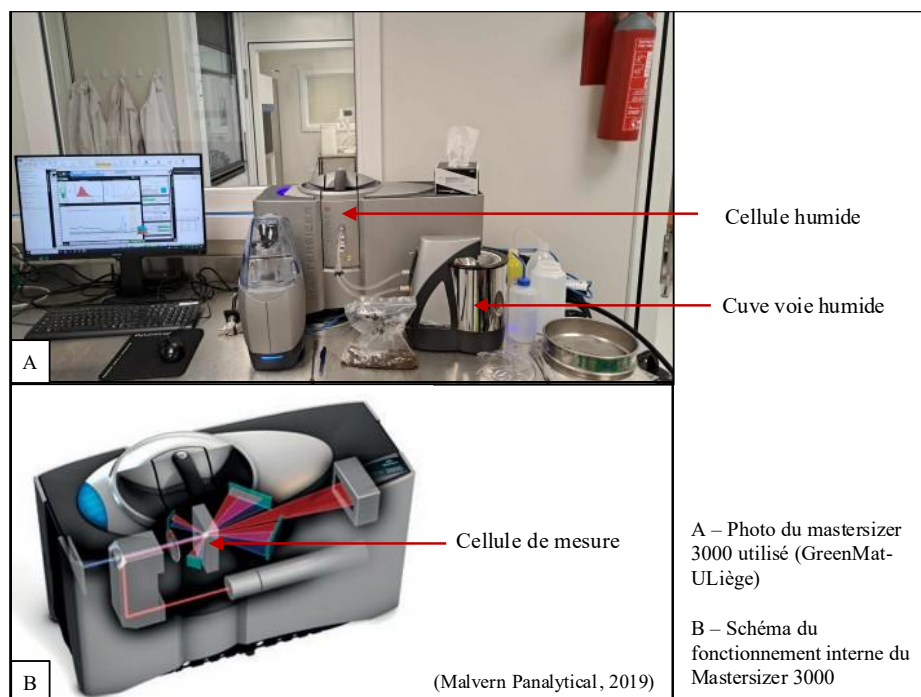 Cellule humide
Cuve voie humide
A
Cellule de mesure
A – Photo du mastersizer
3000 utilisé (GreenMat-
ULiège)
B – Schéma du
fonctionnement interne du
Mastersizer 3000
B
(Malvern Panalytical, 2019)